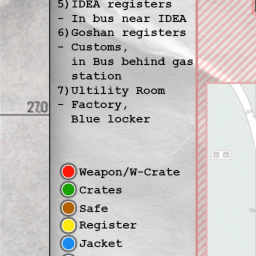 5)IDEA registers
- In bus near IDEA
6)Goshan registers
- Customs,
in Bus behind gas
station
7)Ultility Room
- Factory,
Blue locker
270
Weapon/W-Crate
Crates
Safe
Register
Jacket